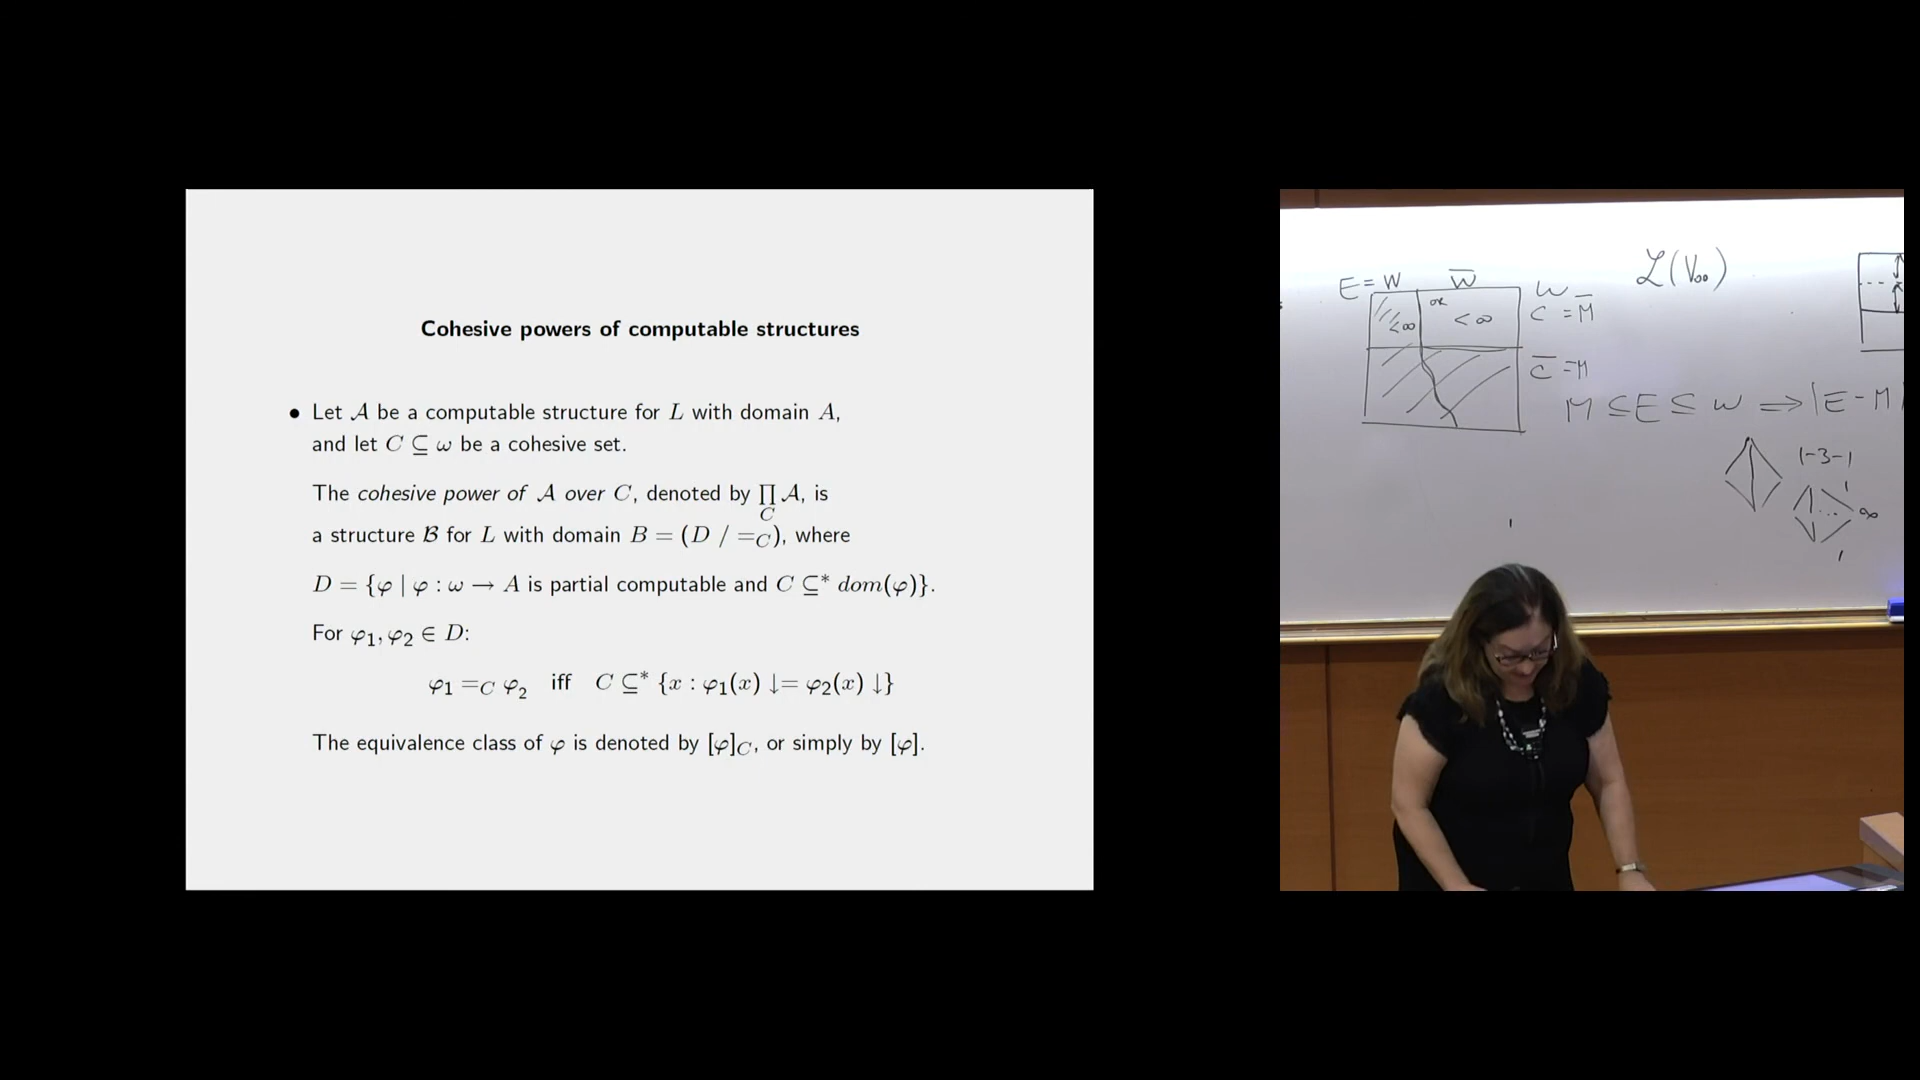 Cohesive powers of computable structures
• Let 𝒜 be a computable structure for L with domain A,
and let C ⊆ ω be a cohesive set.
The cohesive power of 𝒜 over C, denoted by ∏_C 𝒜, is
a structure ℬ for L with domain B = (D / =_C), where
D = {φ | φ : ω → A is partial computable and C ⊆* dom(φ)}.
For φ₁, φ₂ ∈ D:
φ₁ =_C φ₂ iff C ⊆* {x : φ₁(x) ↓= φ₂(x) ↓}
The equivalence class of φ is denoted by [φ]_C, or simply by [φ].
E = W W̅ ω
or
<∞ <∞ C = M̅
C̅ = M
M ⊆ E ⊆ ω ⟹ |E - M|
ℒ(V∞)
1-3-1
1
... ∞
1